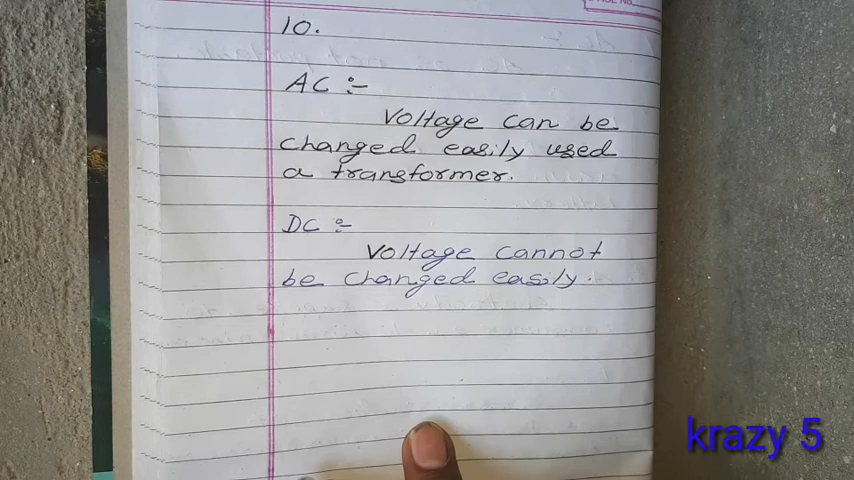 10.
AC :-
Voltage can be
changed easily used
a transformer.
DC :-
Voltage cannot
be changed easily.
krazy 5